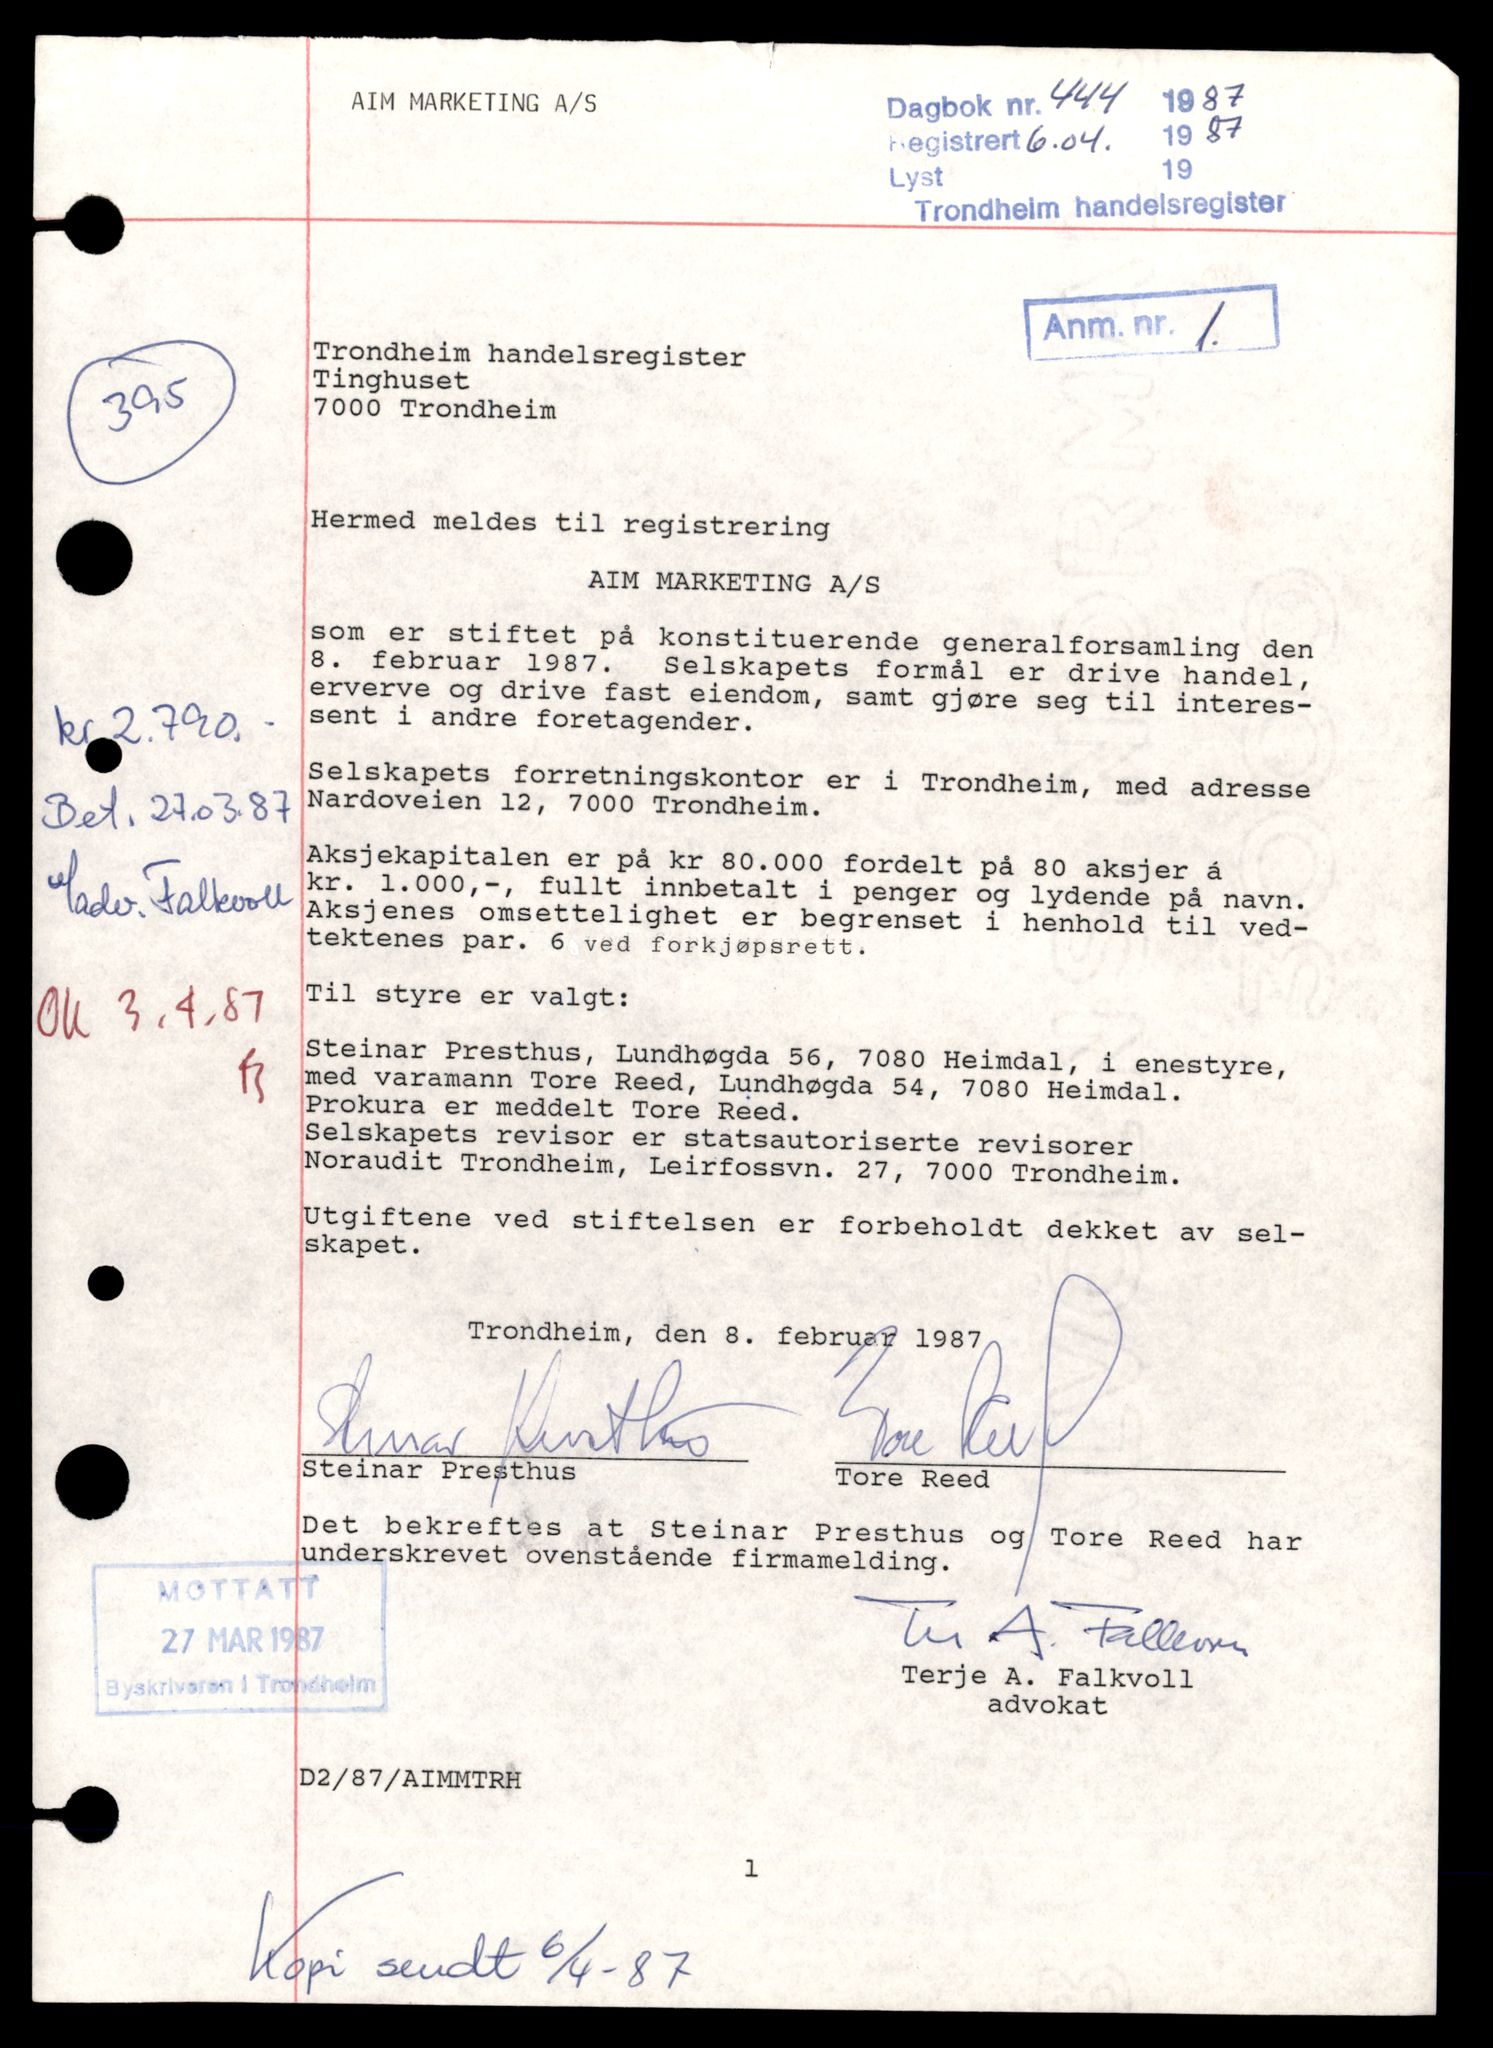 AIM MARKETING A/S
Dagbok nr. 444 1987
Registrert 6.04. 1987
Lyst 19
Trondheim handelsregister
Anm. nr. 1.
Trondheim handelsregister
Tinghuset
7000 Trondheim
395
Hermed meldes til registrering
AIM MARKETING A/S
som er stiftet på konstituerende generalforsamling den
8. februar 1987. Selskapets formål er drive handel,
erverve og drive fast eiendom, samt gjøre seg til interes-
sent i andre foretagender.
kr 2.790.-
Selskapets forretningskontor er i Trondheim, med adresse
Nardoveien 12, 7000 Trondheim.
Bet. 27.03.87
v/adv. Falkvoll
Aksjekapitalen er på kr 80.000 fordelt på 80 aksjer á
kr. 1.000,-, fullt innbetalt i penger og lydende på navn.
Aksjenes omsettelighet er begrenset i henhold til ved-
tektenes par. 6 ved forkjøpsrett.
OK 3.4.87
Til styre er valgt:
Steinar Presthus, Lundhøgda 56, 7080 Heimdal, i enestyre,
med varamann Tore Reed, Lundhøgda 54, 7080 Heimdal.
Prokura er meddelt Tore Reed.
Selskapets revisor er statsautoriserte revisorer
Noraudit Trondheim, Leirfossvn. 27, 7000 Trondheim.
Utgiftene ved stiftelsen er forbeholdt dekket av sel-
skapet.
Trondheim, den 8. februar 1987
Steinar Presthus Tore Reed
Steinar Presthus
Tore Reed
Det bekreftes at Steinar Presthus og Tore Reed har
underskrevet ovenstående firmamelding.
MOTTATT
27 MAR 1987
Byskriveren i Trondheim
Terje A. Falkvoll
Terje A. Falkvoll
advokat
D2/87/AIMMTRH
1
Kopi sendt 6/4-87